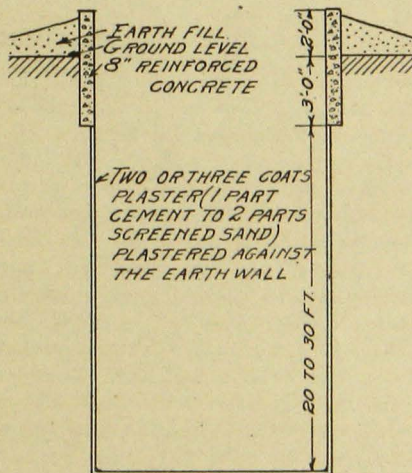 EARTH FILL
GROUND LEVEL
8" REINFORCED
CONCRETE
2'-0"
3'-0"
TWO OR THREE COATS
PLASTER (1 PART
CEMENT TO 2 PARTS
SCREENED SAND)
PLASTERED AGAINST
THE EARTH WALL
20 TO 30 FT.